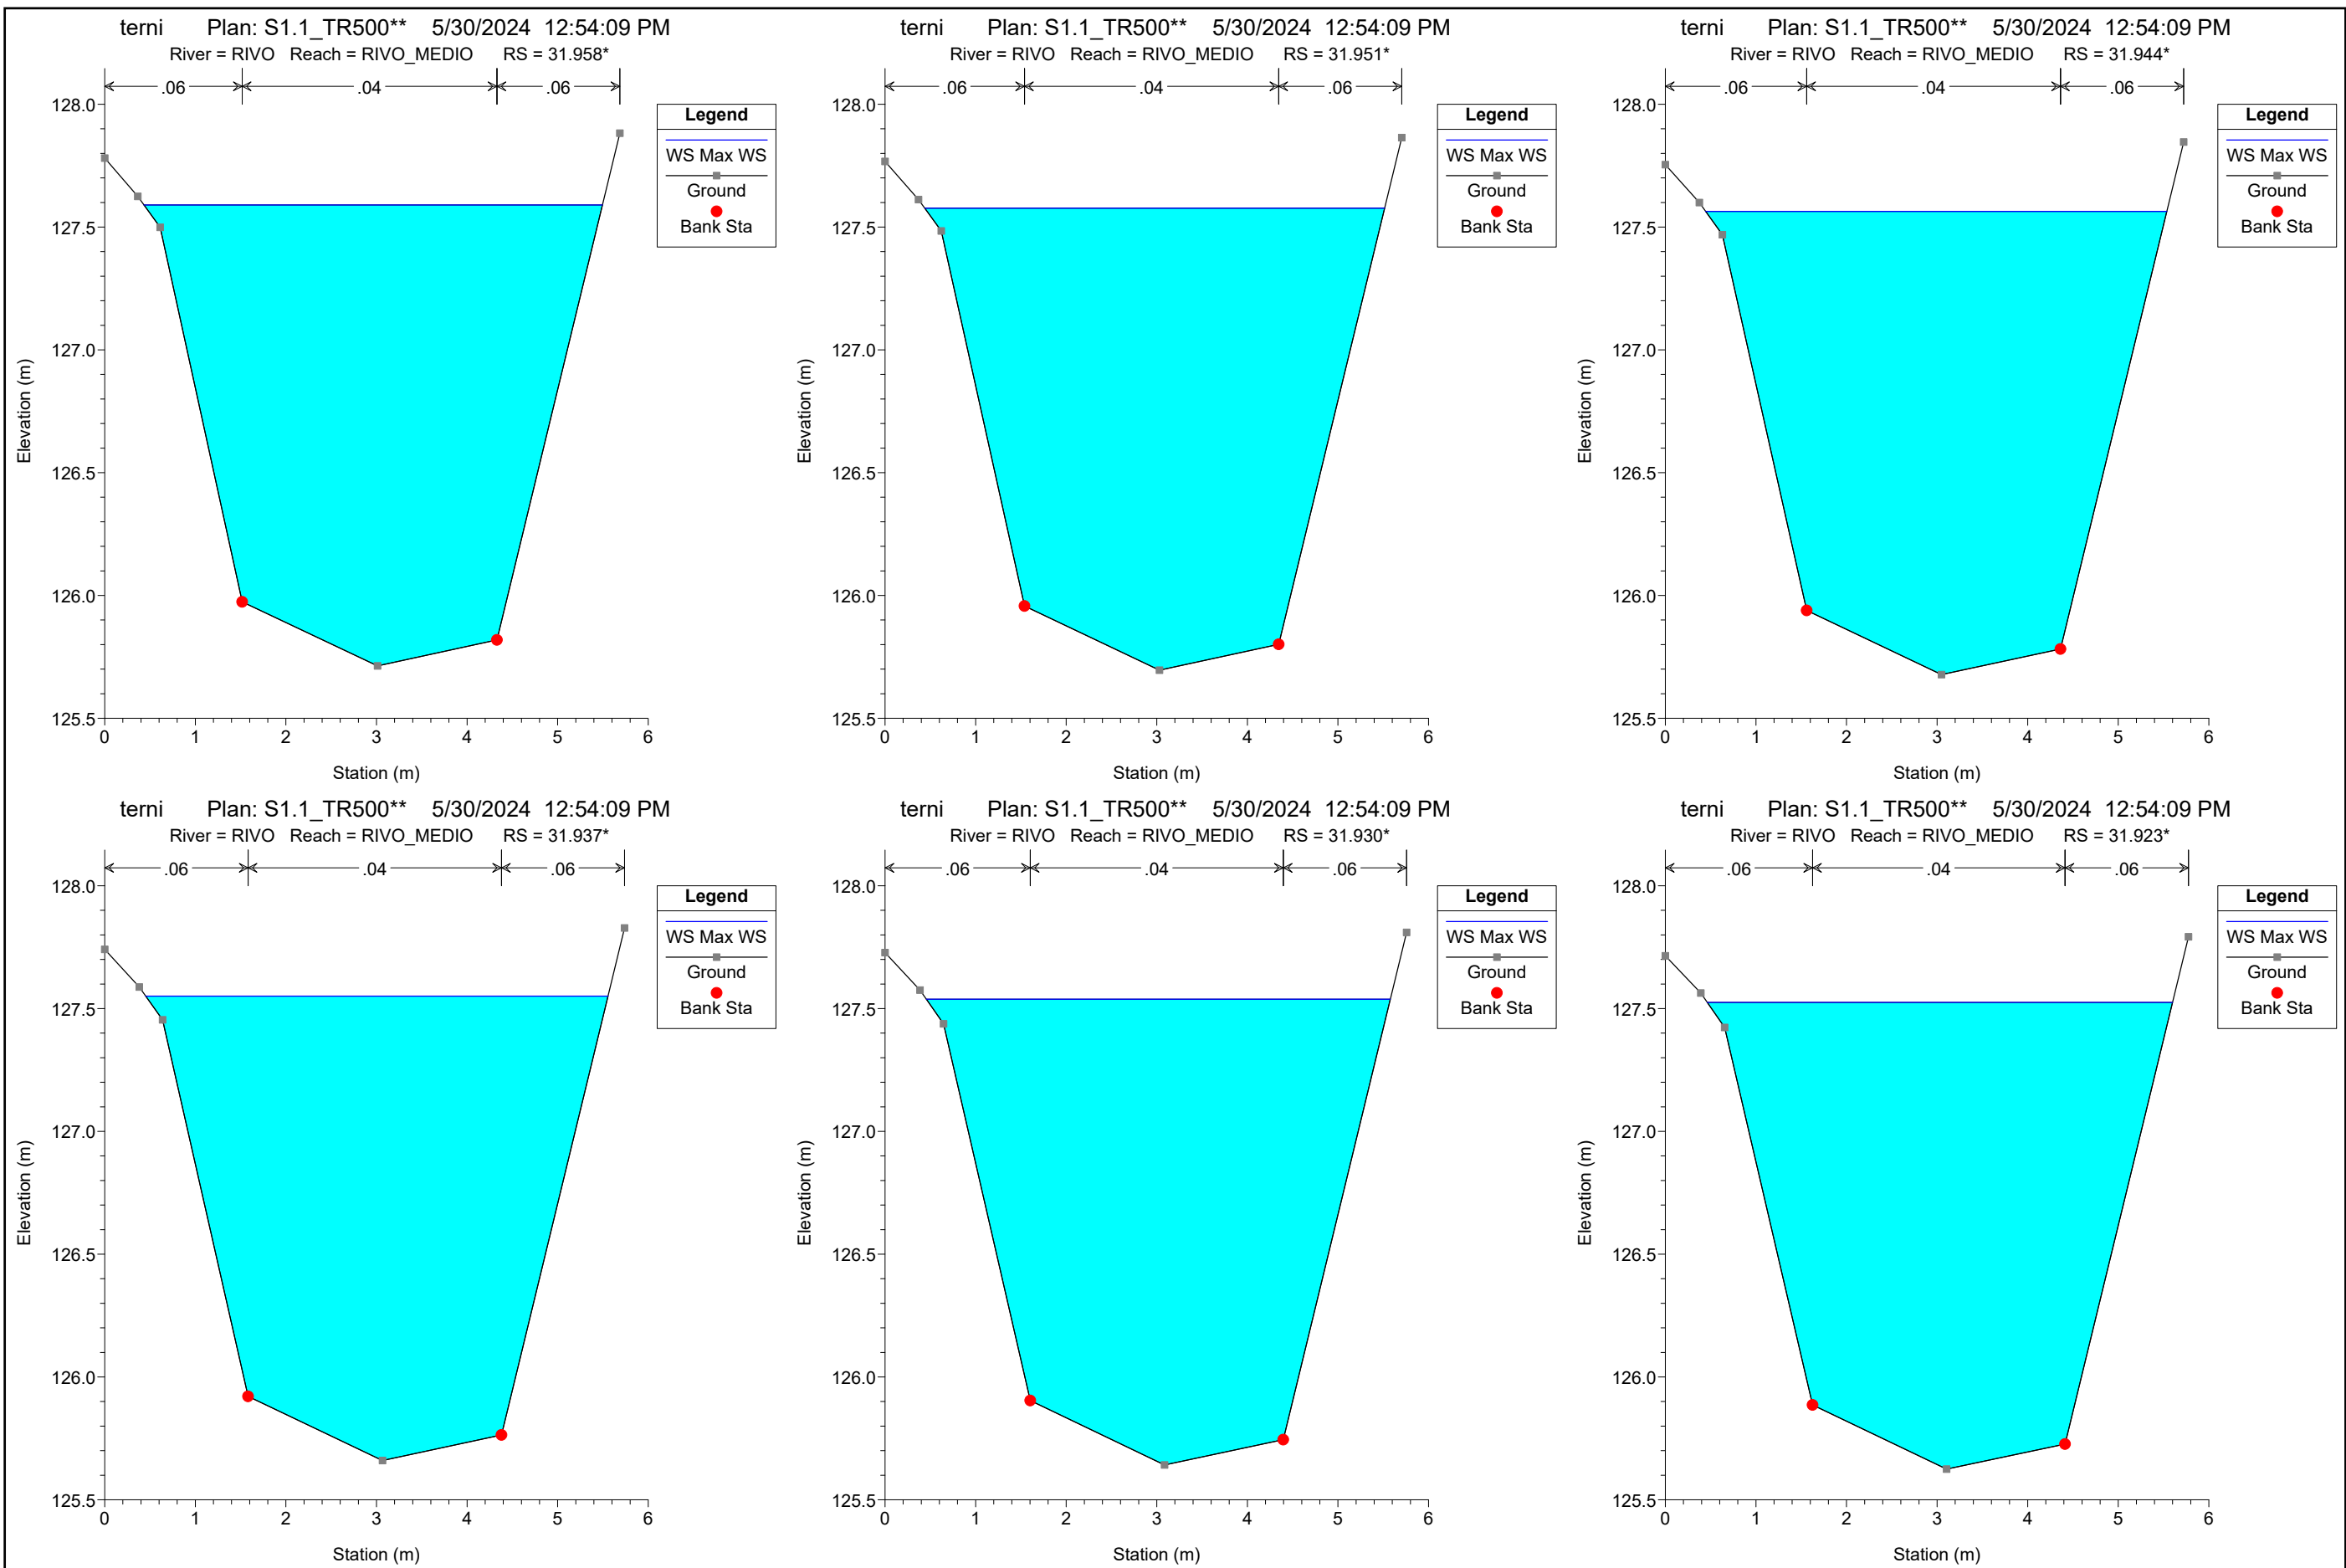 terni Plan: S1.1_TR500** 5/30/2024 12:54:09 PM
River = RIVO Reach = RIVO_MEDIO RS = 31.958*
.06 .04 .06
128.0
127.5
127.0
126.5
126.0
125.5
0 1 2 3 4 5 6
Station (m)
Elevation (m)
Legend
WS Max WS
Ground
Bank Sta
terni Plan: S1.1_TR500** 5/30/2024 12:54:09 PM
River = RIVO Reach = RIVO_MEDIO RS = 31.951*
.06 .04 .06
128.0
127.5
127.0
126.5
126.0
125.5
0 1 2 3 4 5 6
Station (m)
Elevation (m)
Legend
WS Max WS
Ground
Bank Sta
terni Plan: S1.1_TR500** 5/30/2024 12:54:09 PM
River = RIVO Reach = RIVO_MEDIO RS = 31.944*
.06 .04 .06
128.0
127.5
127.0
126.5
126.0
125.5
0 1 2 3 4 5 6
Station (m)
Elevation (m)
Legend
WS Max WS
Ground
Bank Sta
terni Plan: S1.1_TR500** 5/30/2024 12:54:09 PM
River = RIVO Reach = RIVO_MEDIO RS = 31.937*
.06 .04 .06
128.0
127.5
127.0
126.5
126.0
125.5
0 1 2 3 4 5 6
Station (m)
Elevation (m)
Legend
WS Max WS
Ground
Bank Sta
terni Plan: S1.1_TR500** 5/30/2024 12:54:09 PM
River = RIVO Reach = RIVO_MEDIO RS = 31.930*
.06 .04 .06
128.0
127.5
127.0
126.5
126.0
125.5
0 1 2 3 4 5 6
Station (m)
Elevation (m)
Legend
WS Max WS
Ground
Bank Sta
terni Plan: S1.1_TR500** 5/30/2024 12:54:09 PM
River = RIVO Reach = RIVO_MEDIO RS = 31.923*
.06 .04 .06
128.0
127.5
127.0
126.5
126.0
125.5
0 1 2 3 4 5 6
Station (m)
Elevation (m)
Legend
WS Max WS
Ground
Bank Sta